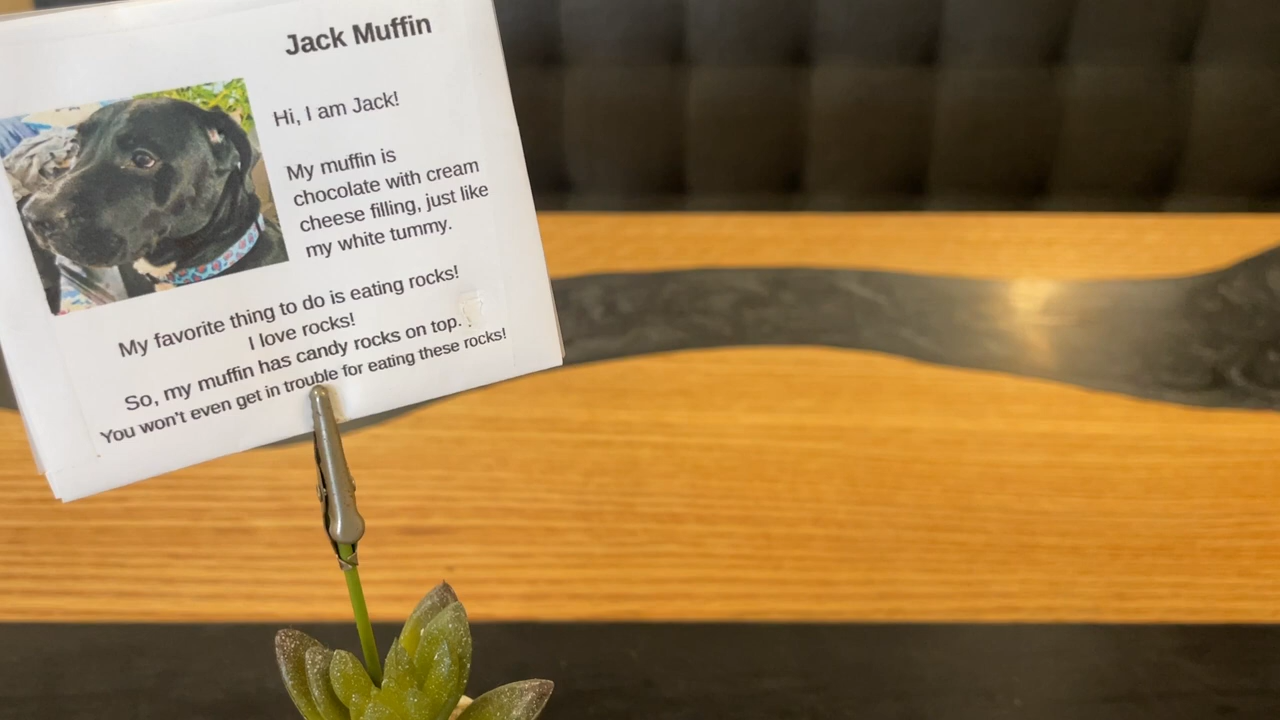 Jack Muffin
Hi, I am Jack!
My muffin is
chocolate with cream
cheese filling, just like
my white tummy.
My favorite thing to do is eating rocks!
I love rocks!
So, my muffin has candy rocks on top.
You won't even get in trouble for eating these rocks!